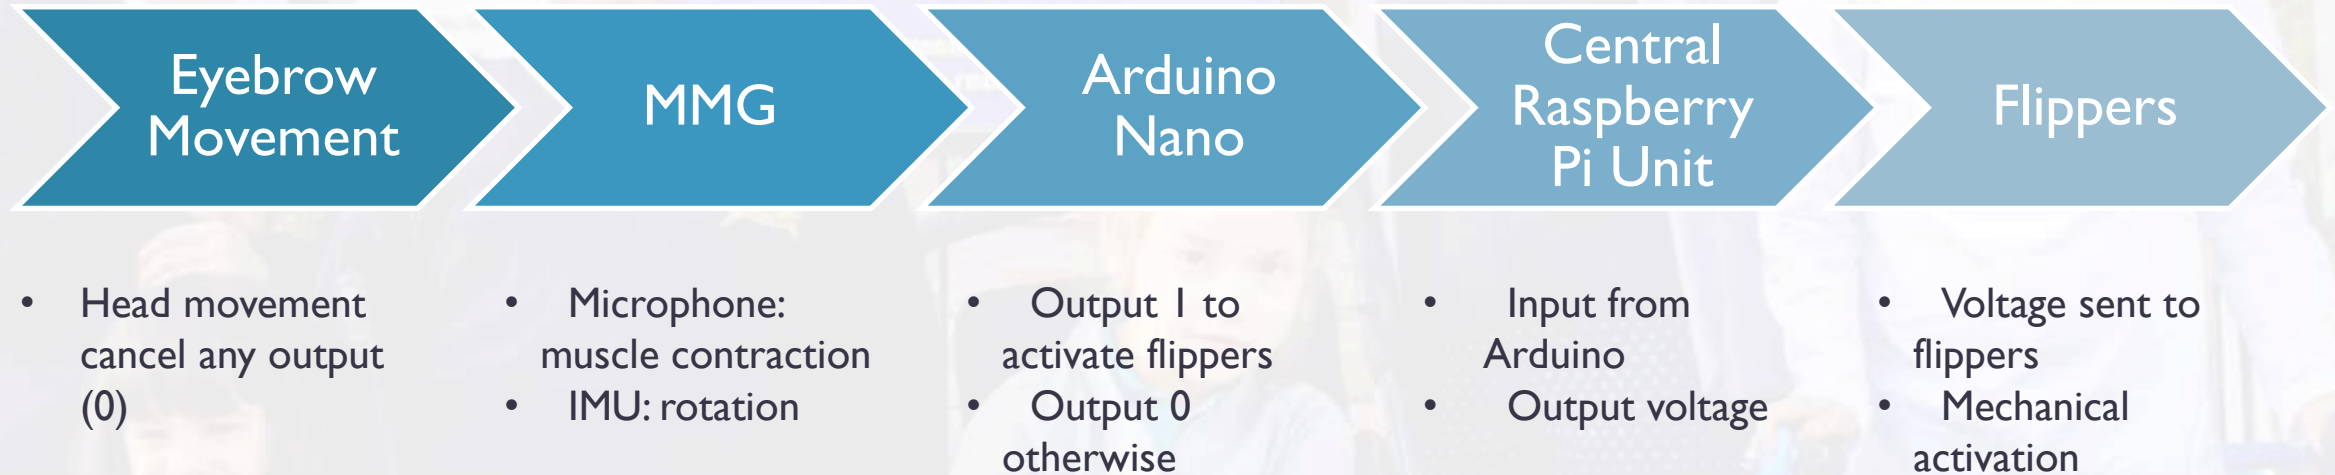 Eyebrow
Movement
MMG
Arduino
Nano
Central
Raspberry
Pi Unit
Flippers
• Head movement
cancel any output
(0)
• Microphone:
muscle contraction
• IMU: rotation
• Output 1 to
activate flippers
• Output 0
otherwise
• Input from
Arduino
• Output voltage
• Voltage sent to
flippers
• Mechanical
activation